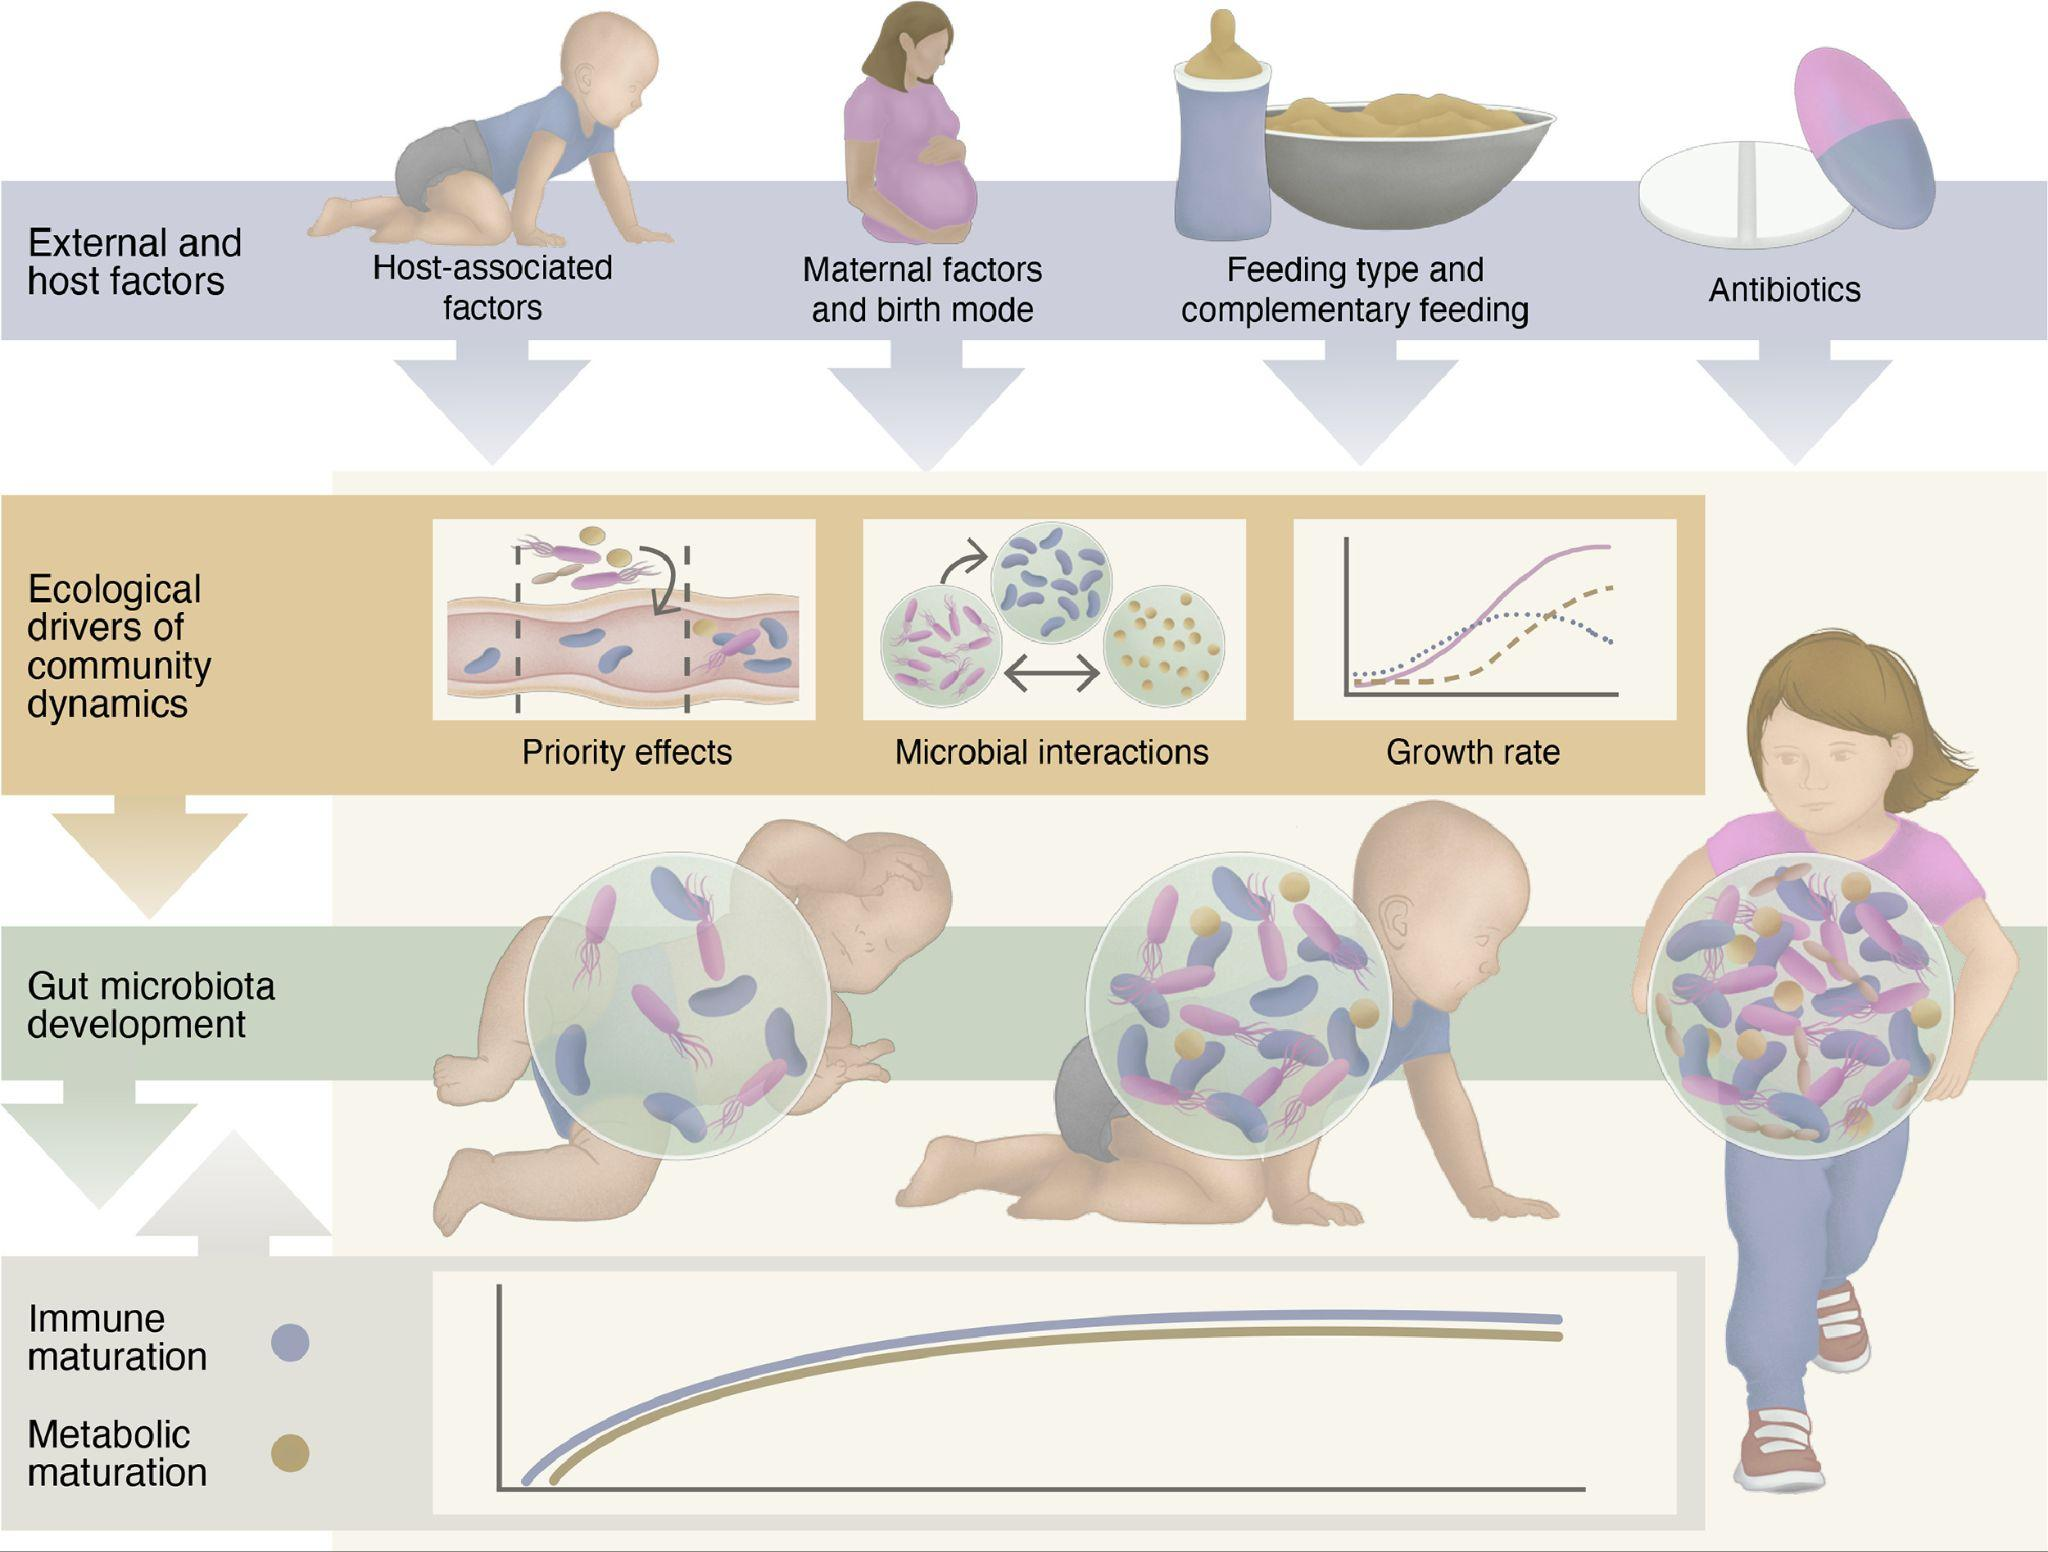 External and
host factors
Host-associated
factors
Maternal factors
and birth mode
Feeding type and
complementary feeding
Antibiotics
Ecological
drivers of
community
dynamics
Priority effects
Microbial interactions
Growth rate
Gut microbiota
development
Immune
maturation
Metabolic
maturation